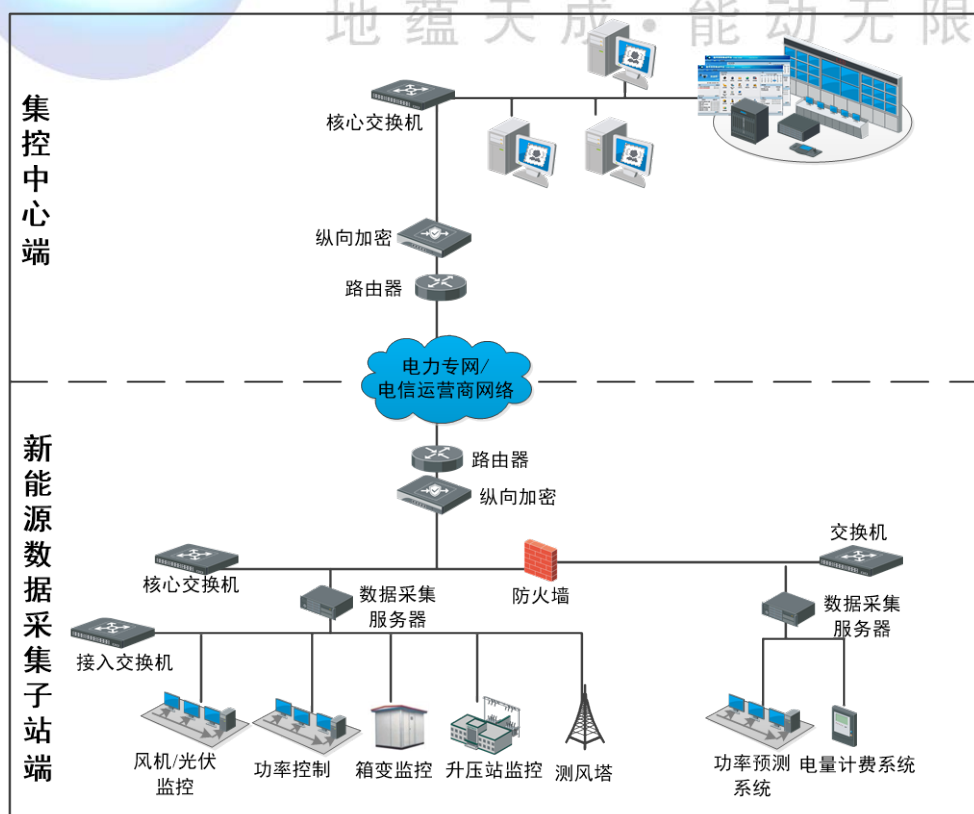 地蕴天成·能动无限
集控中心端
核心交换机
纵向加密
路由器
电力专网/
电信运营商网络
新能源数据采集子站端
路由器
纵向加密
交换机
核心交换机
防火墙
数据采集
服务器
数据采集
服务器
接入交换机
风机/光伏
监控
功率控制
箱变监控
升压站监控
测风塔
功率预测
系统
电量计费系统